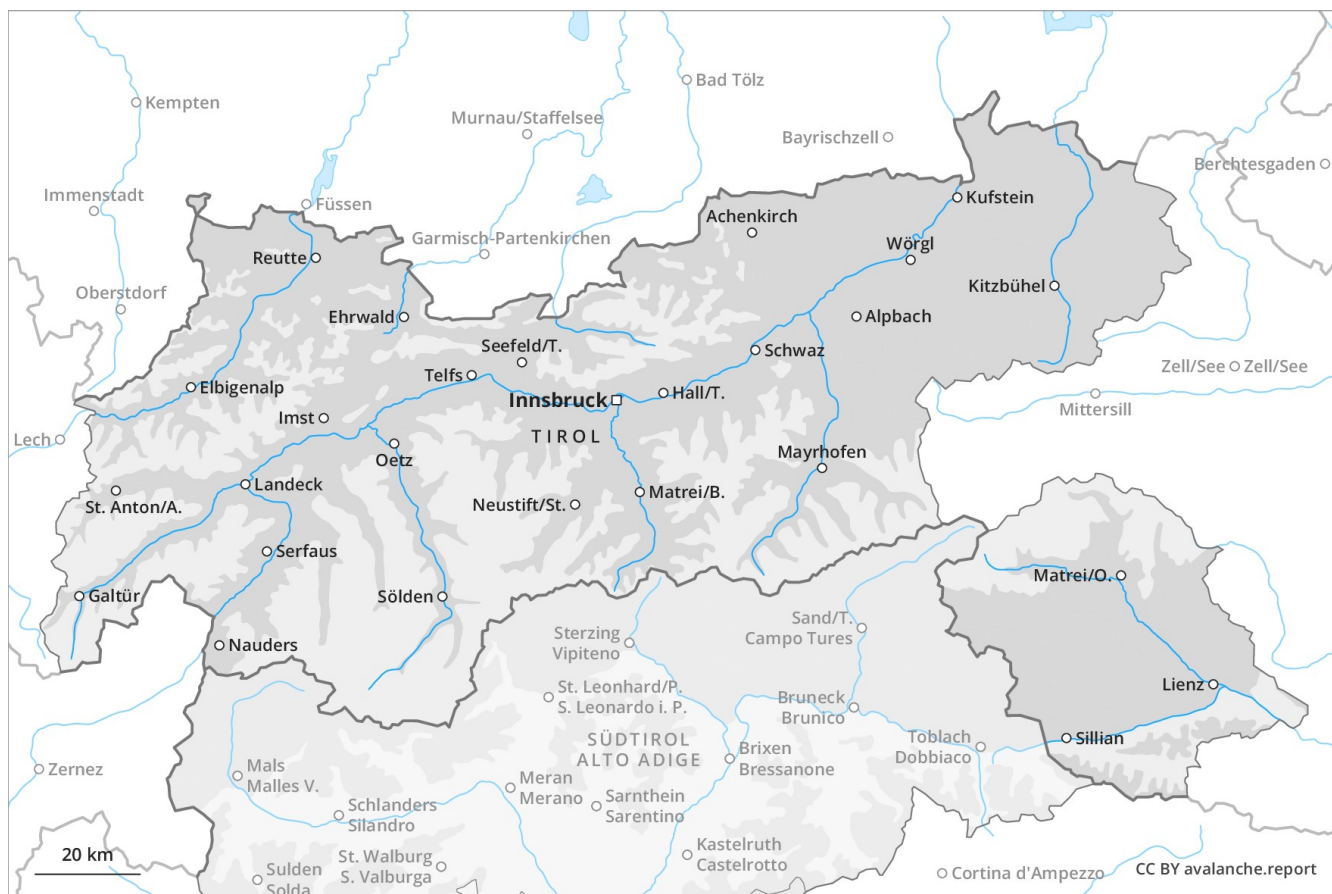 Kempten
Bad Tölz
Murnau/Staffelsee
Bayrischzell
Berchtesgaden
Immenstadt
Füssen
Kufstein
Achenkirch
Garmisch-Partenkirchen
Wörgl
Reutte
Oberstdorf
Kitzbühel
Ehrwald
Alpbach
Seefeld/T.
Schwaz
Zell/See
Zell/See
Telfs
Elbigenalp
Innsbruck
Hall/T.
Mittersill
Imst
Lech
TIROL
Oetz
Mayrhofen
Landeck
St. Anton/A.
Neustift/St.
Matrei/B.
Serfaus
Matrei/O.
Galtür
Sölden
Sand/T.
Campo Tures
Sterzing
Vipiteno
Nauders
Lienz
St. Leonhard/P.
S. Leonardo i. P.
Bruneck
Brunico
SÜDTIROL
ALTO ADIGE
Toblach
Dobbiaco
Sillian
Brixen
Bressanone
Zernez
Mals
Malles V.
Meran
Merano
Sarnthein
Sarentino
Schlanders
Silandro
Kastelruth
Castelrotto
20 km
St. Walburg
S. Valburga
Sulden
Solda
Cortina d'Ampezzo
CC BY avalanche.report